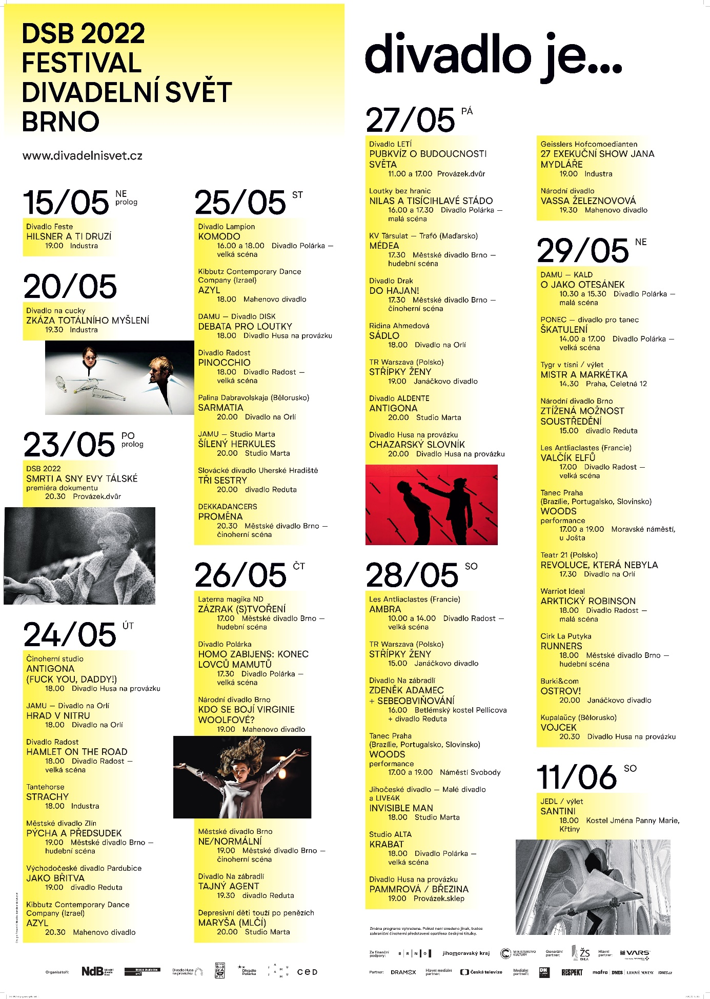 DSB 2022
FESTIVAL
DIVADELNÍ SVĚT
BRNO
www.divadelnisvet.cz
15/05 NE
prolog
Divadlo Feste
HILSNER A TI DRUZÍ
19.00 Industra
20/05
Divadlo na cucky
ZKÁZA TOTÁLNÍHO MYŠLENÍ
19.30 Industra
23/05 PO
prolog
DSB 2022
SMRTI A SNY EVY TÁLSKÉ
premiéra dokumentu
20.30 Provázek.dvůr
24/05 ÚT
Činoherní studio
ANTIGONA
(FUCK YOU, DADDY!)
18.00 Divadlo Husa na provázku
JAMU – Divadlo na Orlí
HRAD V NITRU
18.00 Divadlo na Orlí
Divadlo Radost
HAMLET ON THE ROAD
18.00 Divadlo Radost –
velká scéna
Tantehorse
STRACHY
18.00 Industra
Městské divadlo Zlín
PÝCHA A PŘEDSUDEK
19.00 Městské divadlo Brno –
hudební scéna
Východočeské divadlo Pardubice
JAKO BŘITVA
19.00 divadlo Reduta
Kibbutz Contemporary Dance
Company (Izrael)
AZYL
20.30 Mahenovo divadlo
25/05 ST
Divadlo Lampion
KOMODO
16.00 a 18.00 Divadlo Polárka –
velká scéna
Kibbutz Contemporary Dance
Company (Izrael)
AZYL
18.00 Mahenovo divadlo
DAMU – Divadlo DISK
DEBATA PRO LOUTKY
18.00 Divadlo Husa na provázku
Divadlo Radost
PINOCCHIO
18.00 Divadlo Radost –
velká scéna
Palina Dabravolskaja (Bělorusko)
SARMATIA
20.00 Divadlo na Orlí
JAMU – Studio Marta
ŠÍLENÝ HERKULES
20.00 Studio Marta
Slovácké divadlo Uherské Hradiště
TŘI SESTRY
20.00 divadlo Reduta
DEKKADANCERS
PROMĚNA
20.30 Městské divadlo Brno –
činoherní scéna
26/05 ČT
Laterna magika ND
ZÁZRAK (S)TVOŘENÍ
17.00 Městské divadlo Brno –
hudební scéna
Divadlo Polárka
HOMO ZABIJENS: KONEC
LOVCŮ MAMUTŮ
17.30 Divadlo Polárka –
velká scéna
Národní divadlo Brno
KDO SE BOJÍ VIRGINIE
WOOLFOVÉ?
19.00 Mahenovo divadlo
Městské divadlo Brno
NE/NORMÁLNÍ
19.00 Městské divadlo Brno –
činoherní scéna
Divadlo Na zábradlí
TAJNÝ AGENT
19.30 divadlo Reduta
Depresivní děti touží po penězích
MARYŠA (MLČÍ)
20.00 Studio Marta
divadlo je...
27/05 PÁ
Divadlo LETÍ
PUBKVÍZ O BUDOUCNOSTI
SVĚTA
11.00 a 17.00 Provázek.dvůr
Loutky bez hranic
NILAS A TISÍCIHLAVÉ STÁDO
16.00 a 17.30 Divadlo Polárka –
malá scéna
KV Társulat – Trafó (Maďarsko)
MÉDEA
17.30 Městské divadlo Brno –
hudební scéna
Divadlo Drak
DO HAJAN!
17.30 Městské divadlo Brno –
činoherní scéna
Ridina Ahmedová
SÁDLO
18.00 Divadlo na Orlí
TR Warszava (Polsko)
STŘÍPKY ŽENY
19.00 Janáčkovo divadlo
Divadlo ALDENTE
ANTIGONA
20.00 Studio Marta
Divadlo Husa na provázku
CHAZARSKÝ SLOVNÍK
20.00 Divadlo Husa na provázku
28/05 SO
Les Antliaclastes (Francie)
AMBRA
10.00 a 14.00 Divadlo Radost –
velká scéna
TR Warszava (Polsko)
STŘÍPKY ŽENY
15.00 Janáčkovo divadlo
Divadlo Na zábradlí
ZDENĚK ADAMEC
+ SEBEOBVIŇOVÁNÍ
16.00 Betlémský kostel Pellicova
+ divadlo Reduta
Tanec Praha
(Brazílie, Portugalsko, Slovinsko)
WOODS
performance
17.00 a 19.00 Náměstí Svobody
Jihočeské divadlo – Malé divadlo
a LIVE4K
INVISIBLE MAN
18.00 Studio Marta
Studio ALTA
KRABAT
18.00 Divadlo Polárka –
velká scéna
Divadlo Husa na provázku
PAMMROVÁ / BŘEZINA
19.00 Provázek.sklep
Geisslers Hofcomoedianten
27 EXEKUČNÍ SHOW JANA
MYDLÁŘE
19.00 Industra
Národní divadlo
VASSA ŽELEZNOVOVÁ
19.30 Mahenovo divadlo
29/05 NE
DAMU – KALD
O JAKO OTESÁNEK
10.30 a 15.30 Divadlo Polárka –
malá scéna
PONEC – divadlo pro tanec
ŠKATULENÍ
14.00 a 17.00 Divadlo Polárka –
velká scéna
Tygr v tísni / výlet
MISTR A MARKÉTKA
14.30 Praha, Celetná 12
Národní divadlo Brno
ZTÍŽENÁ MOŽNOST
SOUSTŘEDĚNÍ
15.00 divadlo Reduta
Les Antliaclastes (Francie)
VALČÍK ELFŮ
17.00 Divadlo Radost –
velká scéna
Tanec Praha
(Brazílie, Portugalsko, Slovinsko)
WOODS
performance
17.00 a 19.00 Moravské náměstí,
u Jošta
Teatr 21 (Polsko)
REVOLUCE, KTERÁ NEBYLA
17.30 Divadlo na Orlí
Warriot Ideal
ARKTICKÝ ROBINSON
18.00 Divadlo Radost –
malá scéna
Cirk La Putyka
RUNNERS
18.00 Městské divadlo Brno –
hudební scéna
Burki&com
OSTROV!
20.00 Janáčkovo divadlo
Kupalaŭcy (Bělorusko)
VOJCEK
20.30 Divadlo Husa na provázku
11/06 SO
JEDL / výlet
SANTINI
18.00 Kostel Jména Panny Marie,
Křtiny
Změna programu vyhrazena. Pokud není uvedeno jinak, budou
zahraniční činoherní představení opatřena českými titulky.
Za finanční
podpory:
BRNO
jihomoravský kraj
MINISTERSTVO
KULTURY
Generální
partner:
ŽS
OHLA
Hlavní
partner:
VARS
Organizátoři:
NdB Národní
divadlo
Brno
Městské divadlo Brno
Divadlo Husa
na provázku
Divadlo
Polárka
JAMU
JAMU
CED
Partner:
DRAMOX
Hlavní mediální
partner:
Česká televize
Mediální
partneři:
DN
RESPEKT
mafra
DNES
LIDOVÉ NOVINY
iDNES.cz